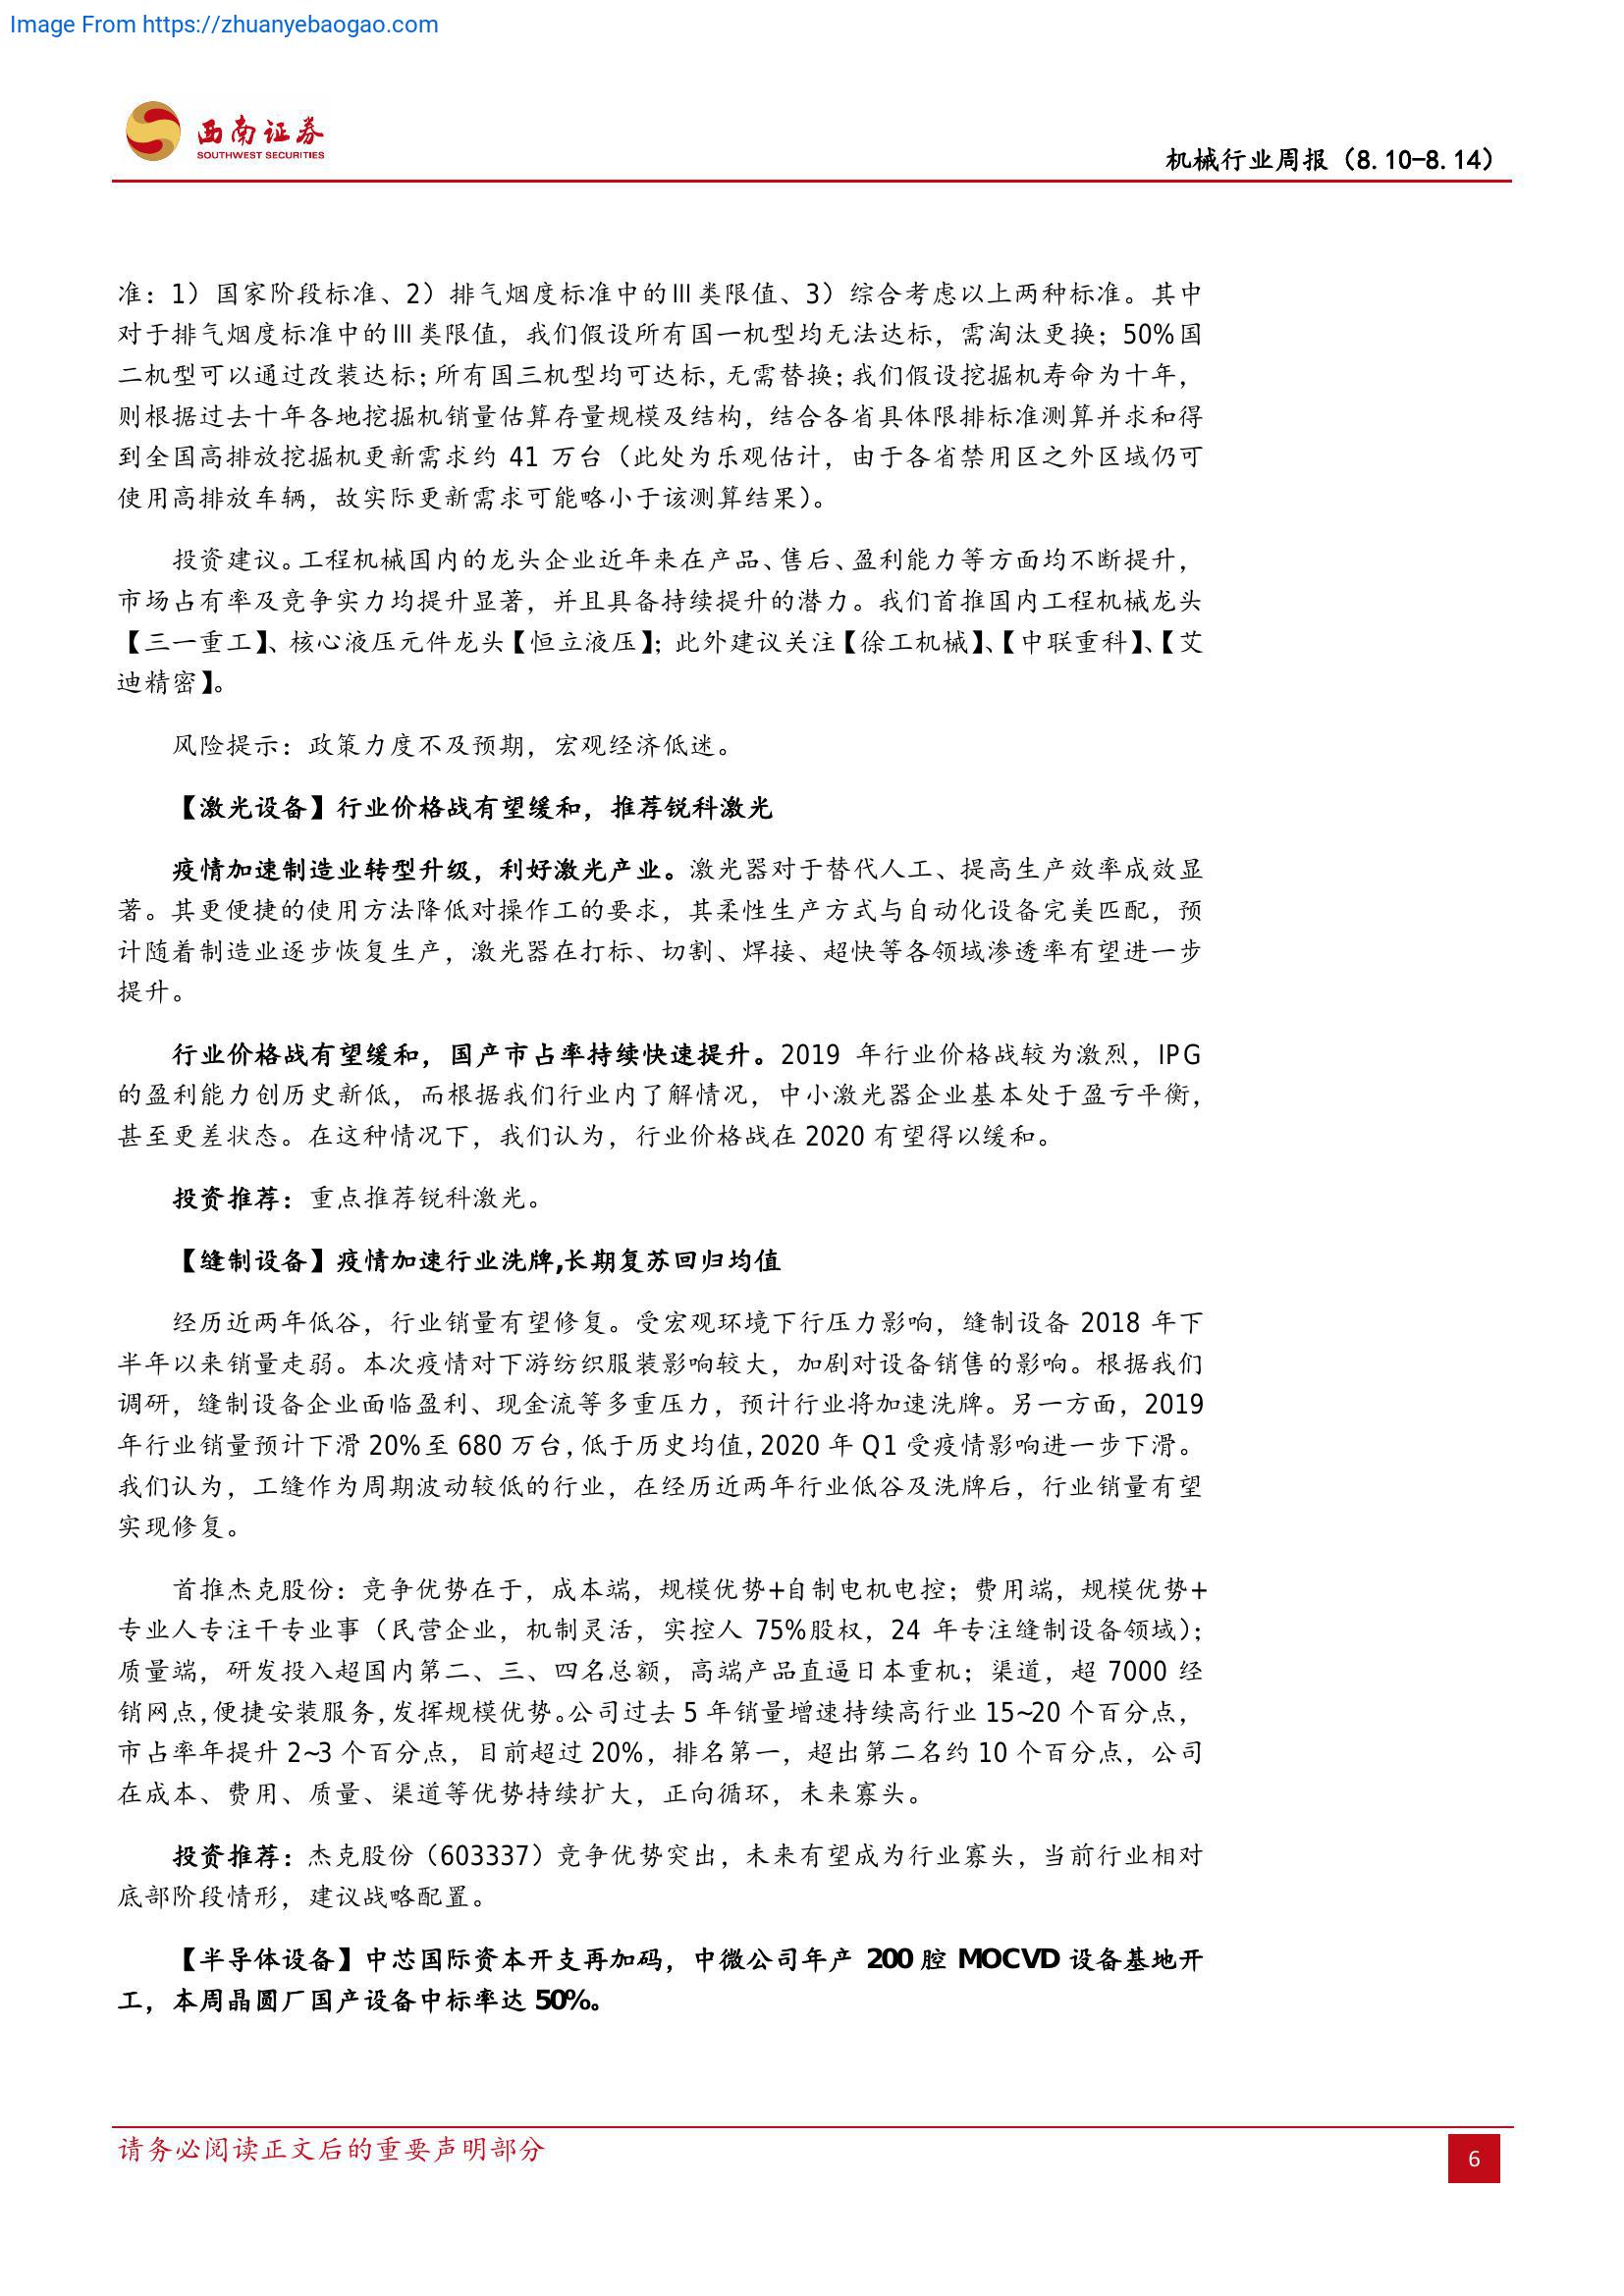 Image From https://zhuanyebaogao.com
西南证券
SOUTHWEST SECURITIES
机械行业周报（8.10-8.14）
准：1）国家阶段标准、2）排气烟度标准中的Ⅲ类限值、3）综合考虑以上两种标准。其中
对于排气烟度标准中的Ⅲ类限值，我们假设所有国一机型均无法达标，需淘汰更换；50%国
二机型可以通过改装达标；所有国三机型均可达标，无需替换；我们假设挖掘机寿命为十年，
则根据过去十年各地挖掘机销量估算存量规模及结构，结合各省具体限排标准测算并求和得
到全国高排放挖掘机更新需求约 41 万台（此处为乐观估计，由于各省禁用区之外区域仍可
使用高排放车辆，故实际更新需求可能略小于该测算结果）。
投资建议。工程机械国内的龙头企业近年来在产品、售后、盈利能力等方面均不断提升，
市场占有率及竞争实力均提升显著，并且具备持续提升的潜力。我们首推国内工程机械龙头
【三一重工】、核心液压元件龙头【恒立液压】；此外建议关注【徐工机械】、【中联重科】、【艾
迪精密】。
风险提示：政策力度不及预期，宏观经济低迷。
【激光设备】行业价格战有望缓和，推荐锐科激光
疫情加速制造业转型升级，利好激光产业。激光器对于替代人工、提高生产效率成效显
著。其更便捷的使用方法降低对操作工的要求，其柔性生产方式与自动化设备完美匹配，预
计随着制造业逐步恢复生产，激光器在打标、切割、焊接、超快等各领域渗透率有望进一步
提升。
行业价格战有望缓和，国产市占率持续快速提升。2019 年行业价格战较为激烈，IPG
的盈利能力创历史新低，而根据我们行业内了解情况，中小激光器企业基本处于盈亏平衡，
甚至更差状态。在这种情况下，我们认为，行业价格战在 2020 有望得以缓和。
投资推荐：重点推荐锐科激光。
【缝制设备】疫情加速行业洗牌,长期复苏回归均值
经历近两年低谷，行业销量有望修复。受宏观环境下行压力影响，缝制设备 2018 年下
半年以来销量走弱。本次疫情对下游纺织服装影响较大，加剧对设备销售的影响。根据我们
调研，缝制设备企业面临盈利、现金流等多重压力，预计行业将加速洗牌。另一方面，2019
年行业销量预计下滑 20%至 680 万台，低于历史均值，2020 年 Q1 受疫情影响进一步下滑。
我们认为，工缝作为周期波动较低的行业，在经历近两年行业低谷及洗牌后，行业销量有望
实现修复。
首推杰克股份：竞争优势在于，成本端，规模优势+自制电机电控；费用端，规模优势+
专业人专注干专业事（民营企业，机制灵活，实控人 75%股权，24 年专注缝制设备领域）；
质量端，研发投入超国内第二、三、四名总额，高端产品直逼日本重机；渠道，超 7000 经
销网点，便捷安装服务，发挥规模优势。公司过去 5 年销量增速持续高行业 15~20 个百分点，
市占率年提升 2~3 个百分点，目前超过 20%，排名第一，超出第二名约 10 个百分点，公司
在成本、费用、质量、渠道等优势持续扩大，正向循环，未来寡头。
投资推荐：杰克股份（603337）竞争优势突出，未来有望成为行业寡头，当前行业相对
底部阶段情形，建议战略配置。
【半导体设备】中芯国际资本开支再加码，中微公司年产 200 腔 MOCVD 设备基地开
工，本周晶圆厂国产设备中标率达 50%。
请务必阅读正文后的重要声明部分
6